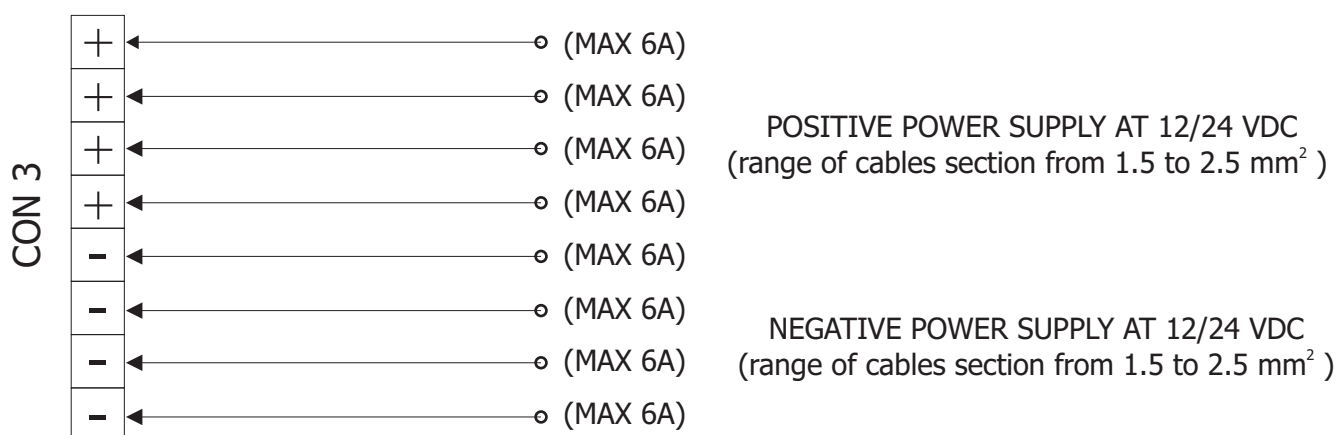 CON 3
+ (MAX 6A)
+ (MAX 6A)
+ (MAX 6A)
+ (MAX 6A)
POSITIVE POWER SUPPLY AT 12/24 VDC
(range of cables section from 1.5 to 2.5 mm² )
- (MAX 6A)
- (MAX 6A)
- (MAX 6A)
- (MAX 6A)
NEGATIVE POWER SUPPLY AT 12/24 VDC
(range of cables section from 1.5 to 2.5 mm² )